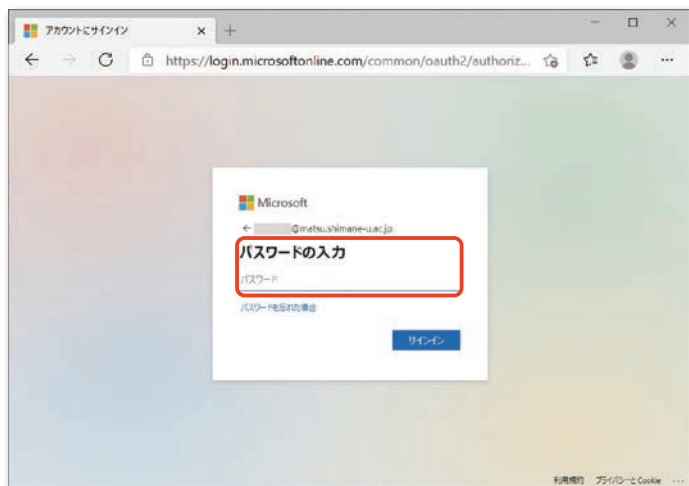 アカウントにサインイン
https://login.microsoftonline.com/common/oauth2/authoriz...
Microsoft
@matsu.shimane-u.ac.jp
パスワードの入力
パスワード
パスワードを忘れた場合
サインイン
利用規約 プライバシーと Cookie ...